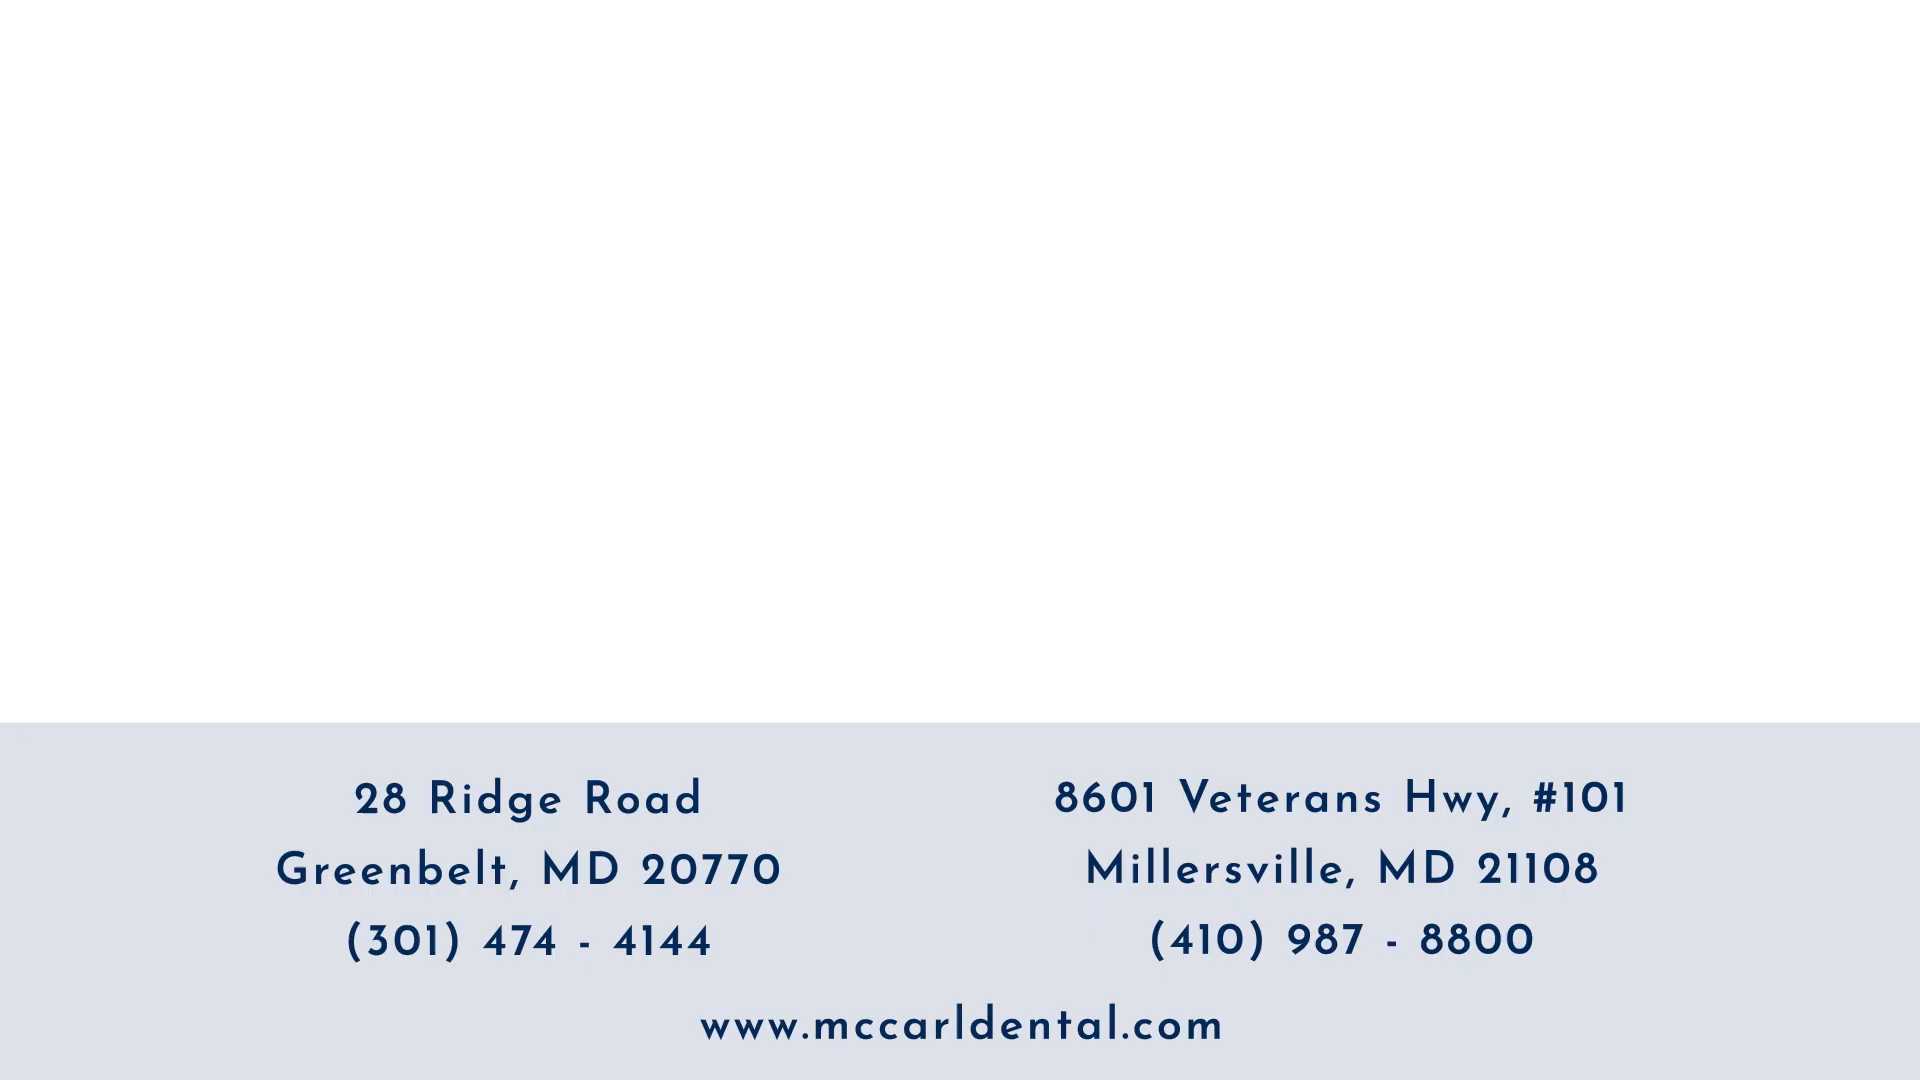 28 Ridge Road
Greenbelt, MD 20770
(301) 474 - 4144
8601 Veterans Hwy, #101
Millersville, MD 21108
(410) 987 - 8800
www.mccarldental.com